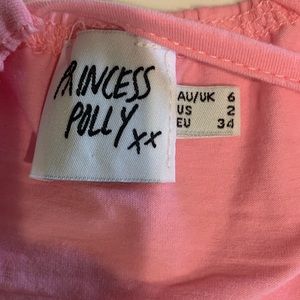 PRINCESS
POLLY xx
AU/UK 6
US 2
EU 34